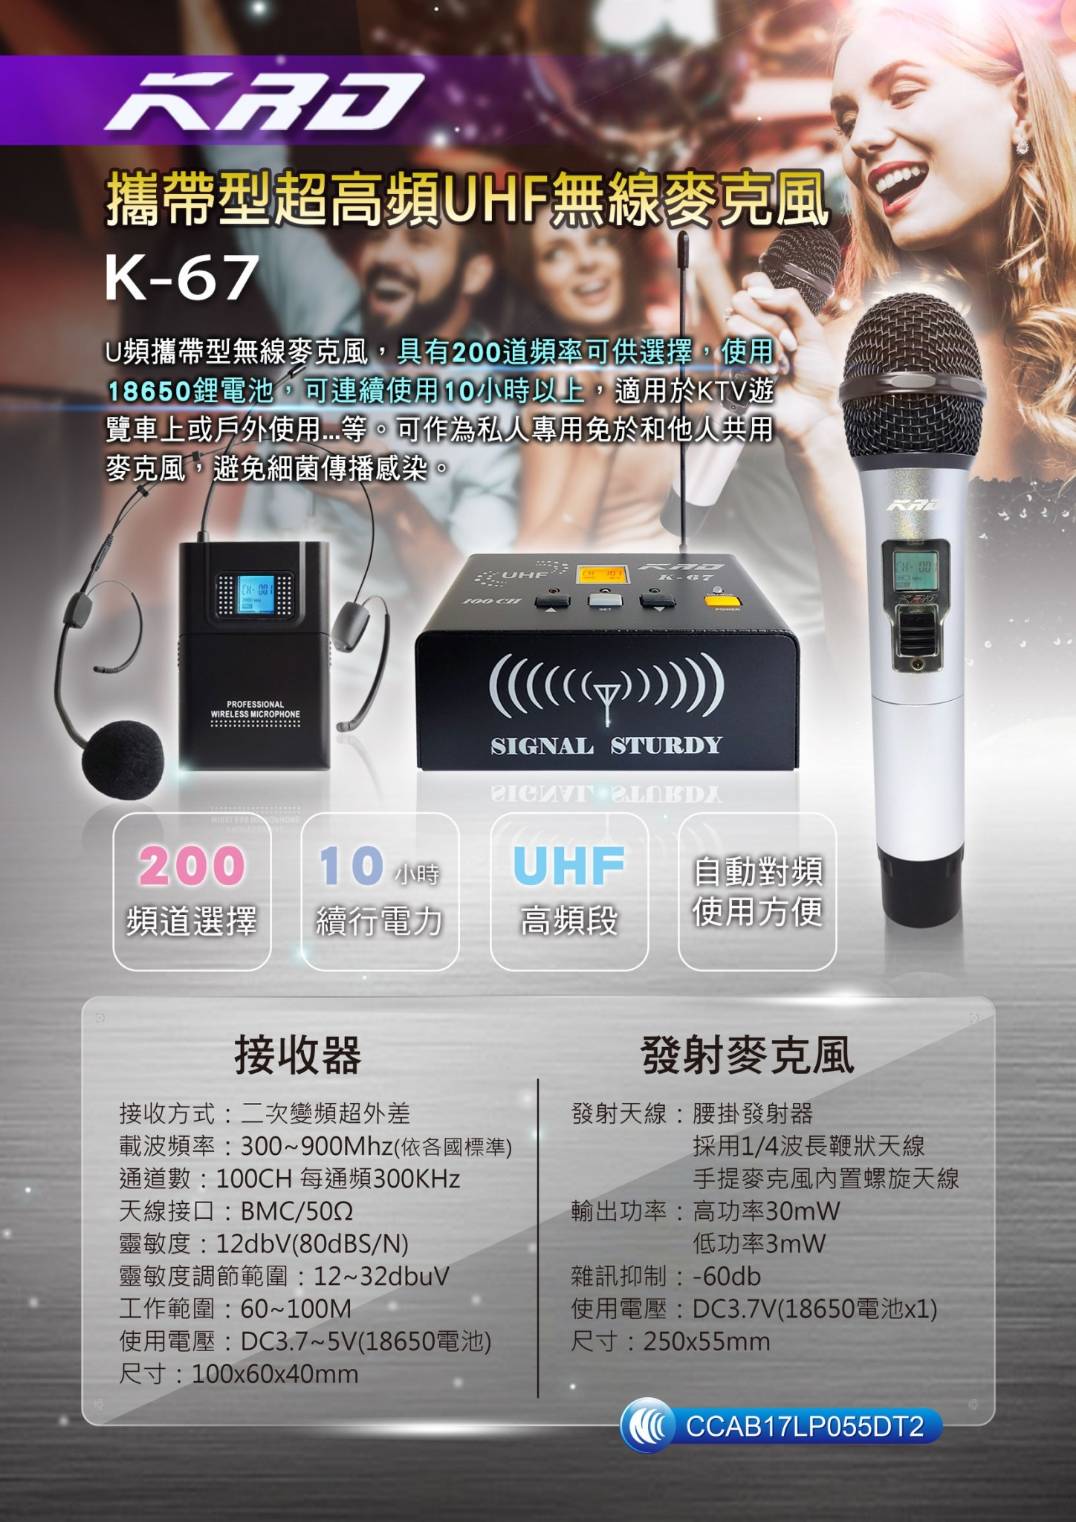 KRD
攜帶型超高頻UHF無線麥克風
K-67
U頻攜帶型無線麥克風，具有200道頻率可供選擇，使用
18650鋰電池，可連續使用10小時以上，適用於KTV遊
覽車上或戶外使用...等。可作為私人專用免於和他人共用
麥克風，避免細菌傳播感染。
KRD
CH-001
PROFESSIONAL
WIRELESS MICROPHONE
UHF
KRD
K-67
100 CH
SET
POWER
SIGNAL STURDY
CH-001
200
頻道選擇
10小時
續行電力
UHF
高頻段
自動對頻
使用方便
接收器
接收方式：二次變頻超外差
載波頻率：300~900Mhz(依各國標準)
通道數：100CH 每通頻300KHz
天線接口：BMC/50Ω
靈敏度：12dbV(80dBS/N)
靈敏度調節範圍：12~32dbuV
工作範圍：60~100M
使用電壓：DC3.7~5V(18650電池)
尺寸：100x60x40mm
發射麥克風
發射天線：腰掛發射器
採用1/4波長鞭狀天線
手提麥克風內置螺旋天線
輸出功率：高功率30mW
低功率3mW
雜訊抑制：-60db
使用電壓：DC3.7V(18650電池x1)
尺寸：250x55mm
CCAB17LP055DT2